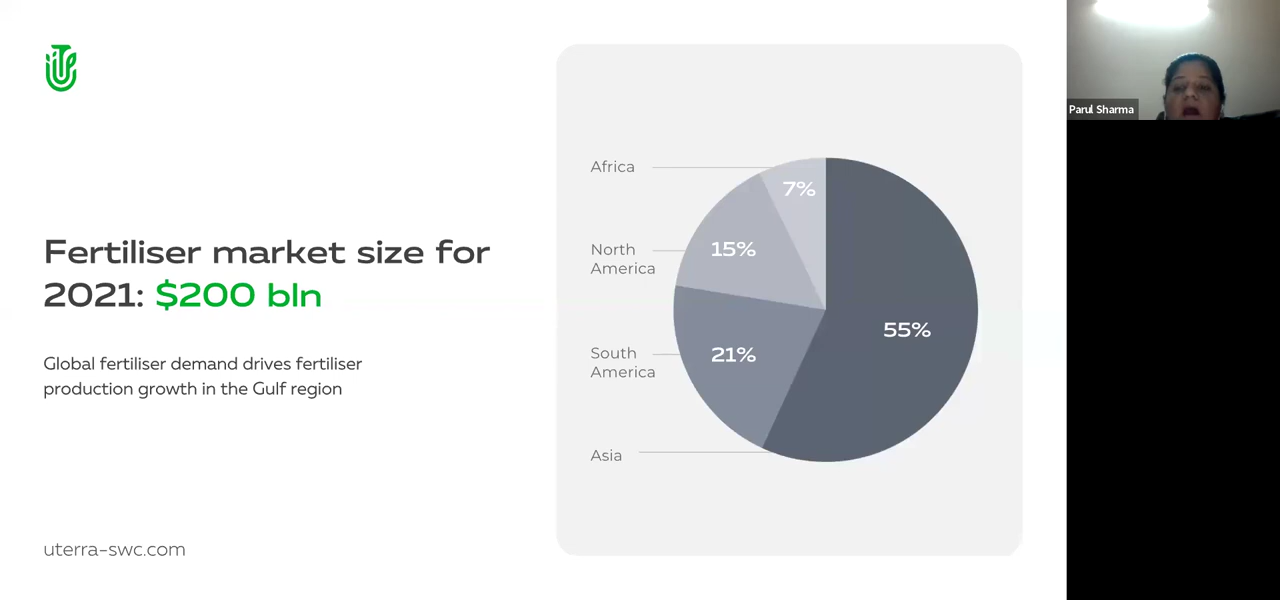 Fertiliser market size for
2021: $200 bln
Global fertiliser demand drives fertiliser
production growth in the Gulf region
uterra-swc.com
Africa
7%
North
America
15%
South
America
21%
Asia
55%
Parul Sharma